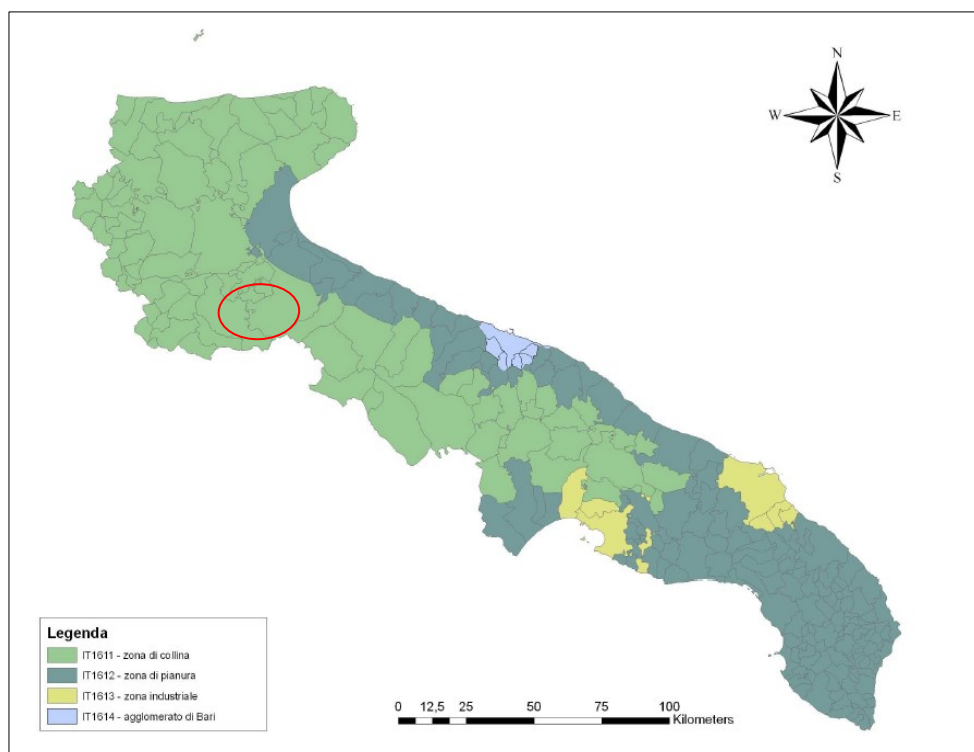 N
W E
S
Legenda
IT1611 - zona di collina
IT1612 - zona di pianura
IT1613 - zona industriale
IT1614 - agglomerato di Bari
0 12,5 25 50 75 100
Kilometers